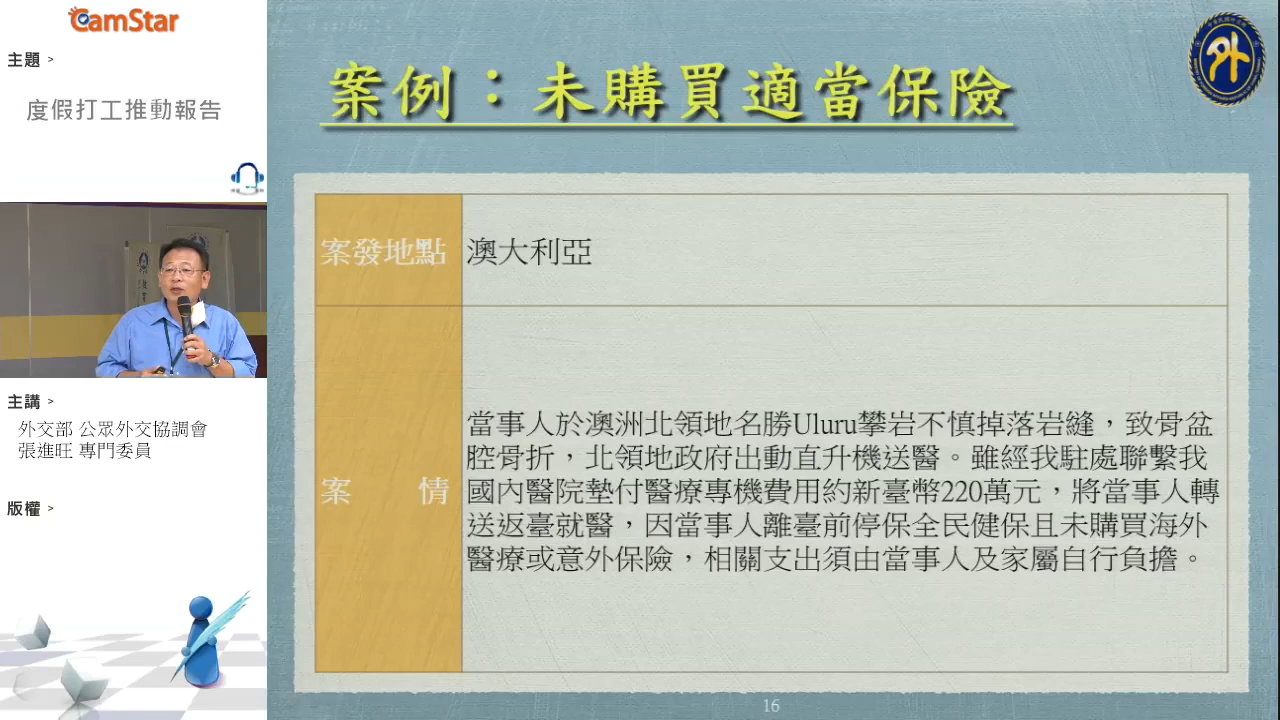 CamStar
主題 >
度假打工推動報告
主講 >
外交部 公眾外交協調會
張進旺 專門委員
版權 >
案例：未購買適當保險
外
案發地點
澳大利亞
案 情
當事人於澳洲北領地名勝Uluru攀岩不慎掉落岩縫，致骨盆
腔骨折，北領地政府出動直升機送醫。雖經我駐處聯繫我
國內醫院墊付醫療專機費用約新臺幣220萬元，將當事人轉
送返臺就醫，因當事人離臺前停保全民健保且未購買海外
醫療或意外保險，相關支出須由當事人及家屬自行負擔。
16